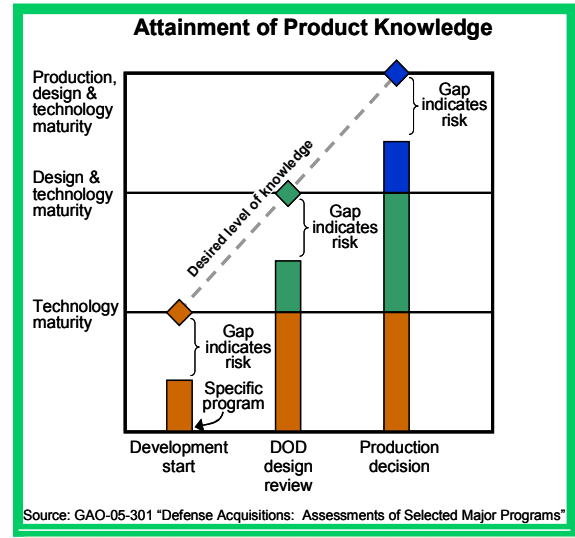 Attainment of Product Knowledge
Production,
design &
technology
maturity
Gap
indicates
risk
Design &
technology
maturity
Desired level of knowledge
Gap
indicates
risk
Technology
maturity
Gap
indicates
risk
Specific
program
Development
start
DOD
design
review
Production
decision
Source: GAO-05-301 “Defense Acquisitions:  Assessments of Selected Major Programs”